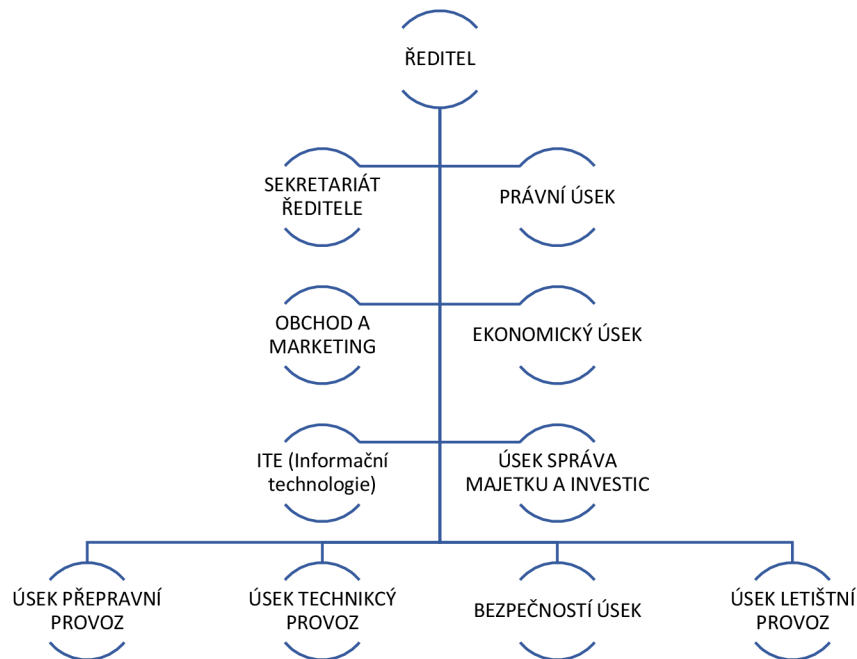 ŘEDITEL
SEKRETARIÁT
ŘEDITELE
PRÁVNÍ ÚSEK
OBCHOD A
MARKETING
EKONOMICKÝ ÚSEK
ITE (Informační
technologie)
ÚSEK SPRÁVA
MAJETKU A INVESTIC
ÚSEK PŘEPRAVNÍ
PROVOZ
ÚSEK TECHNIKCÝ
PROVOZ
BEZPEČNOSTÍ ÚSEK
ÚSEK LETIŠTNÍ
PROVOZ